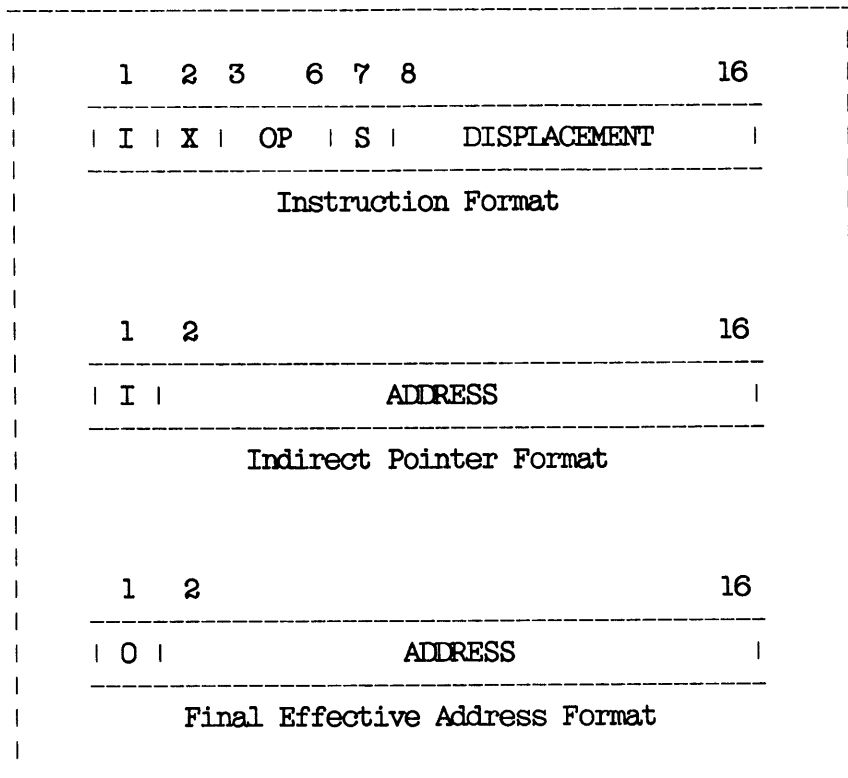 1 2 3 6 7 8 16
| I | X | OP | S | DISPLACEMENT |
Instruction Format
1 2 16
| I | ADDRESS |
Indirect Pointer Format
1 2 16
| 0 | ADDRESS |
Final Effective Address Format